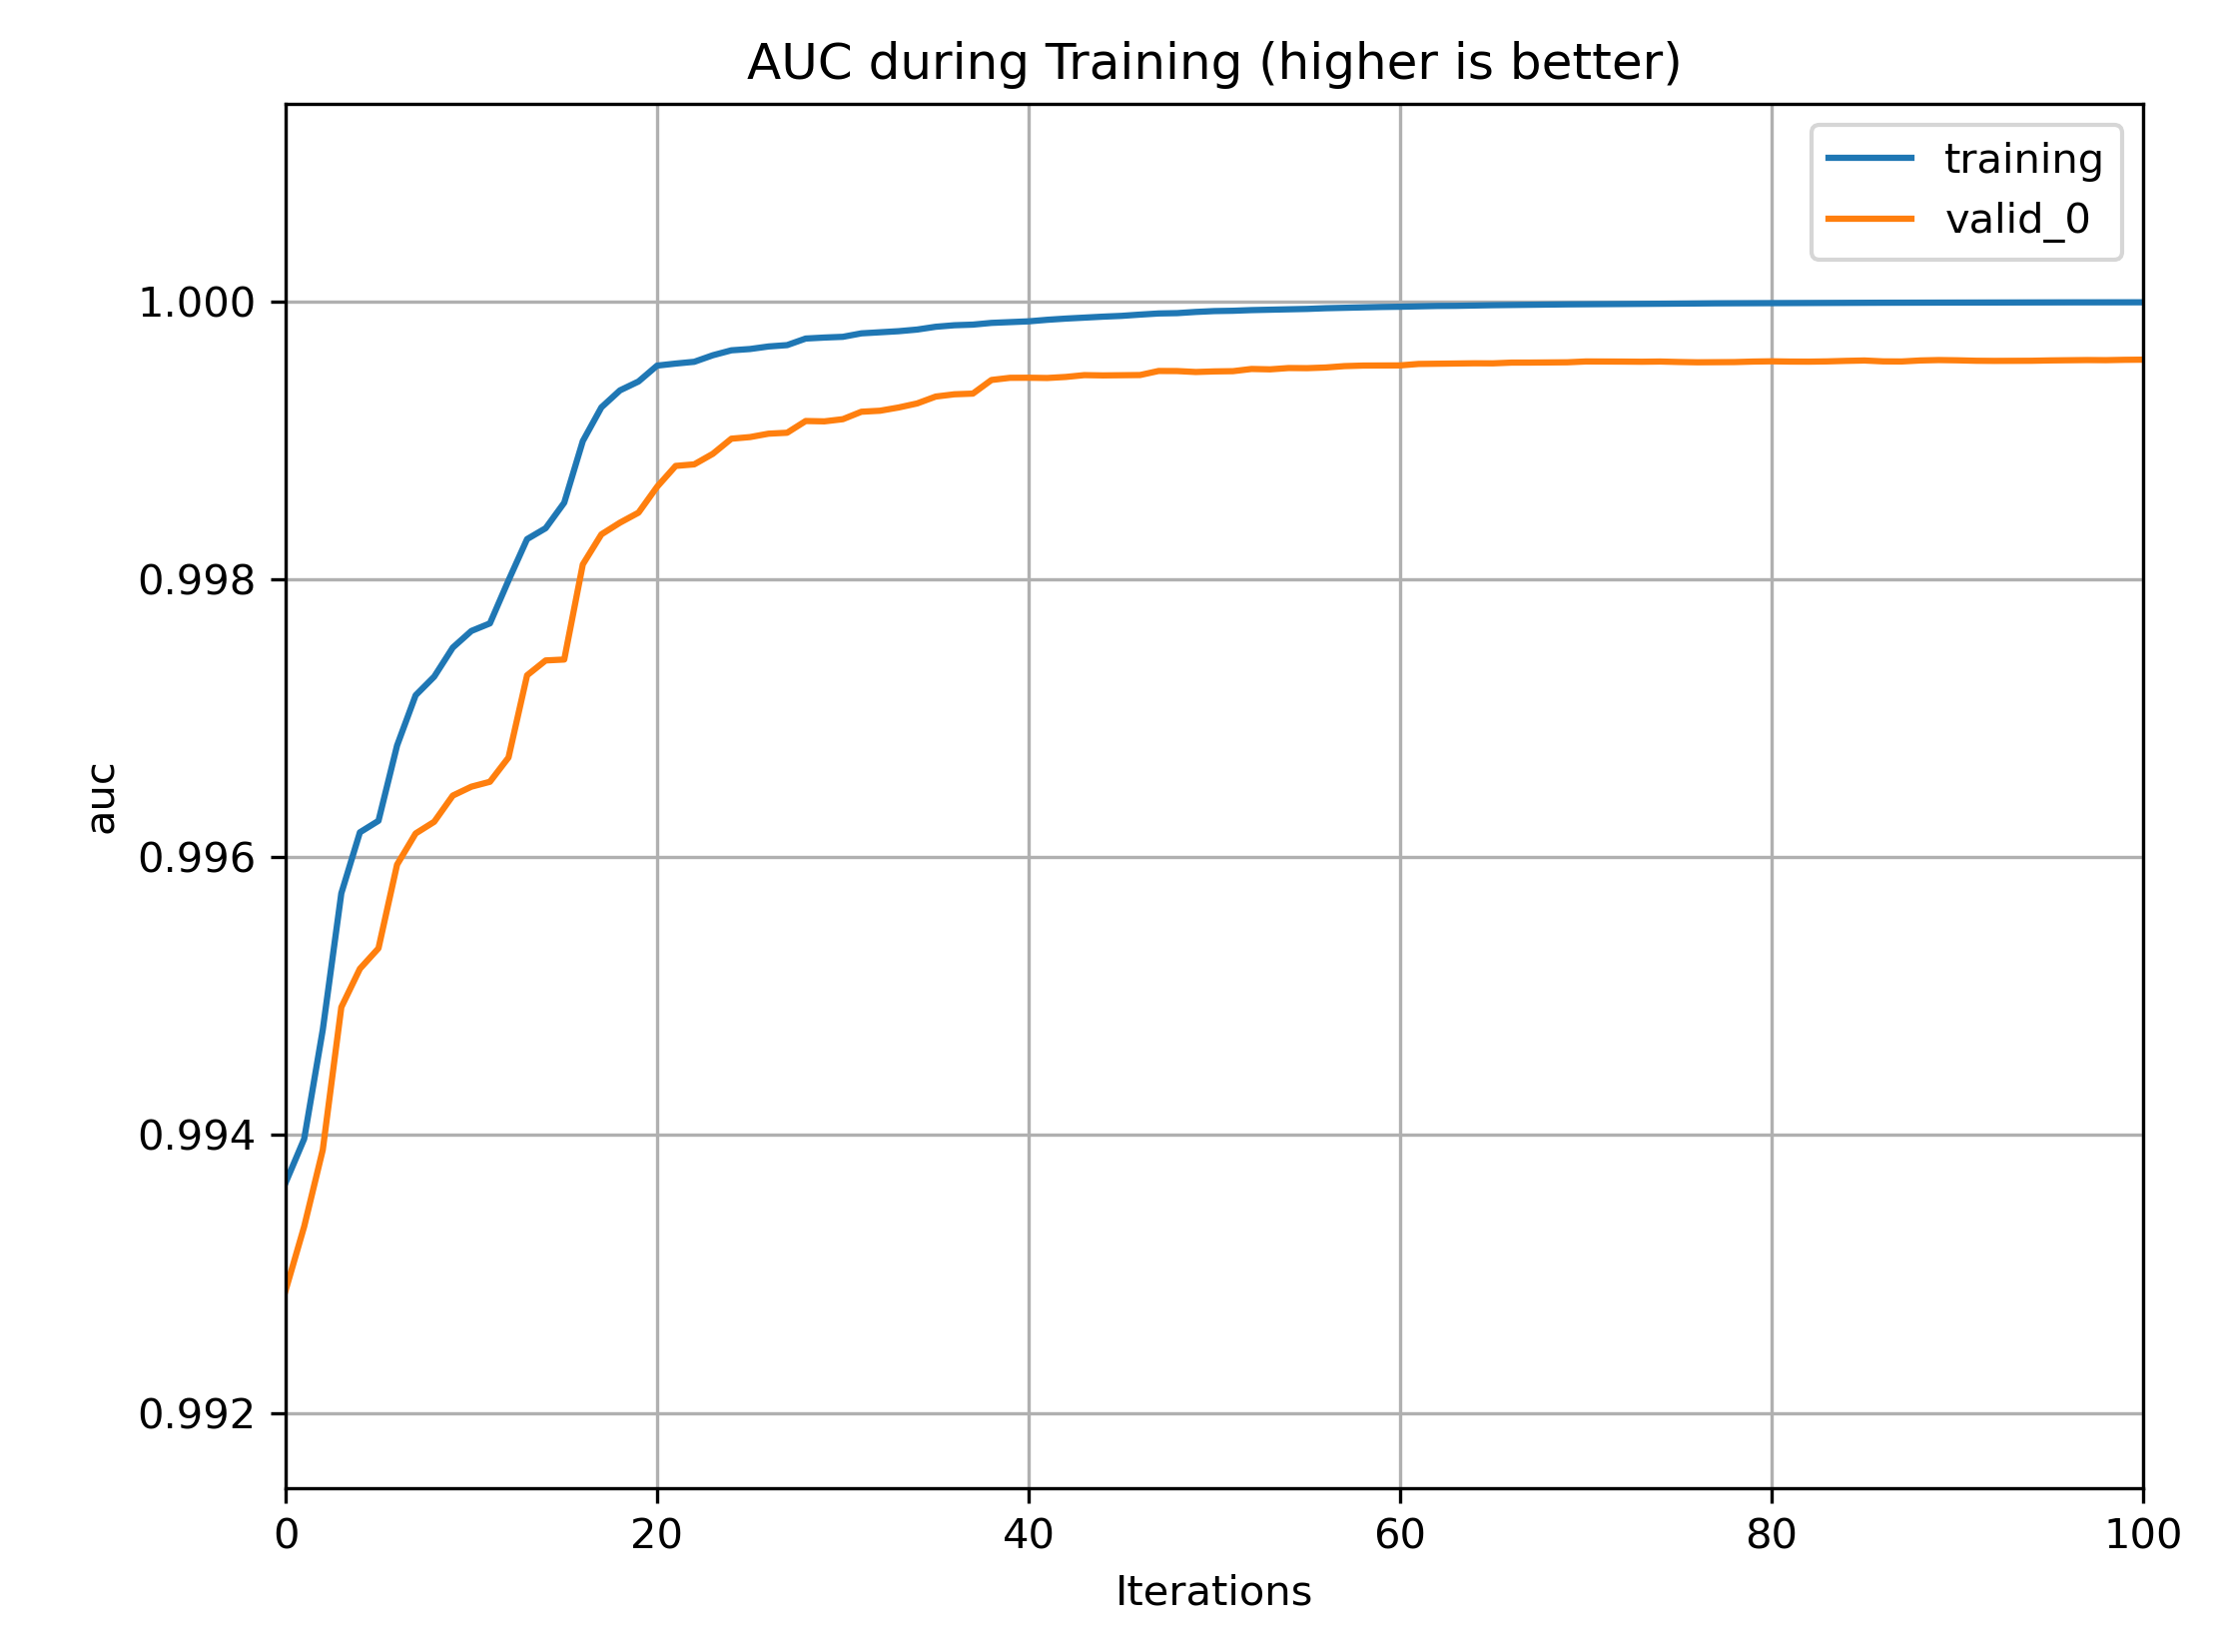 AUC during Training (higher is better)
training
valid_0
1.000
0.998
0.996
0.994
0.992
auc
0 20 40 60 80 100
Iterations